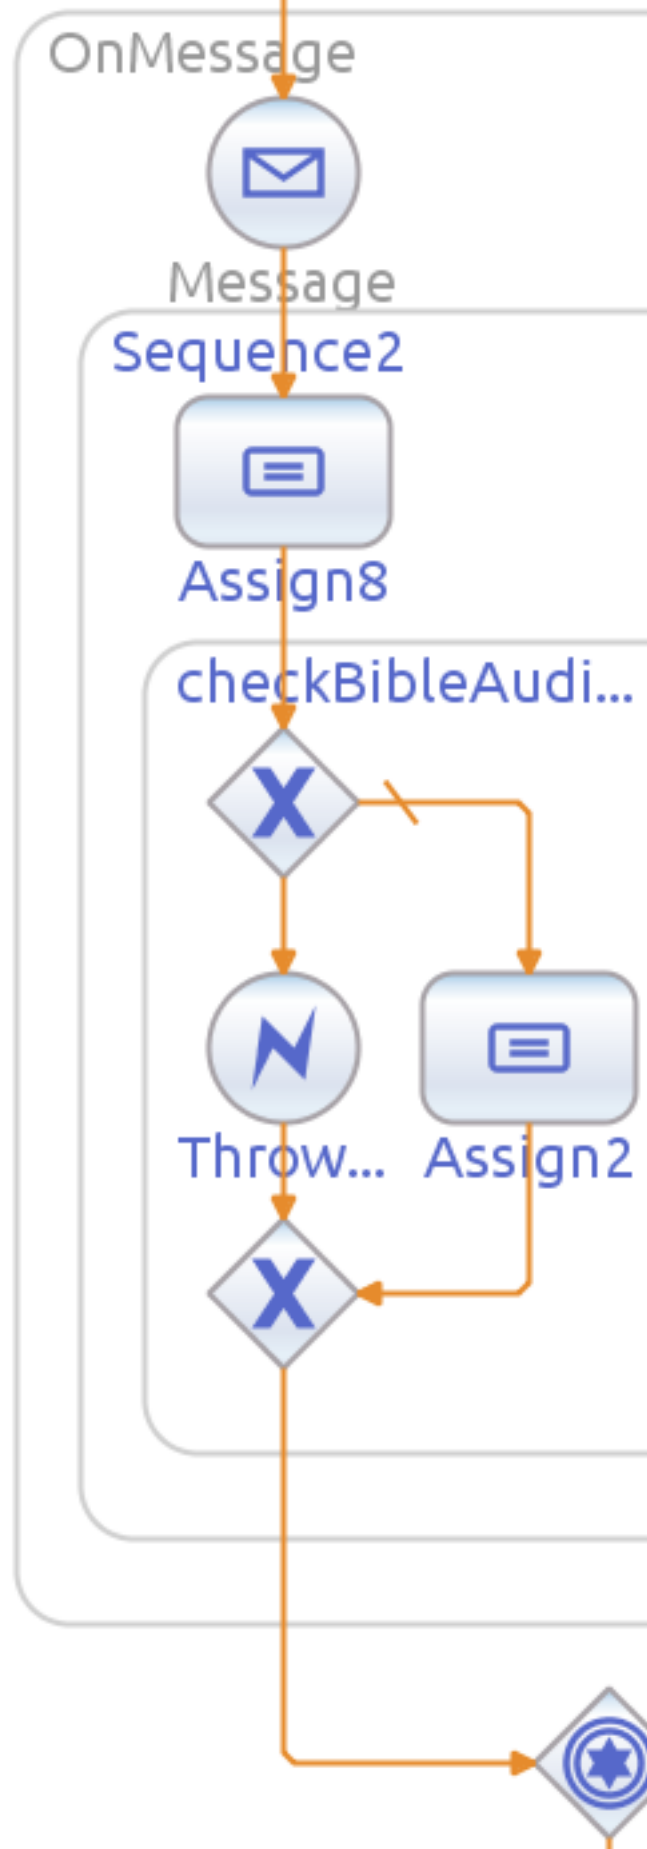 OnMessage
Message
Sequence2
Assign8
checkBibleAudi...
X
Throw... Assign2
X